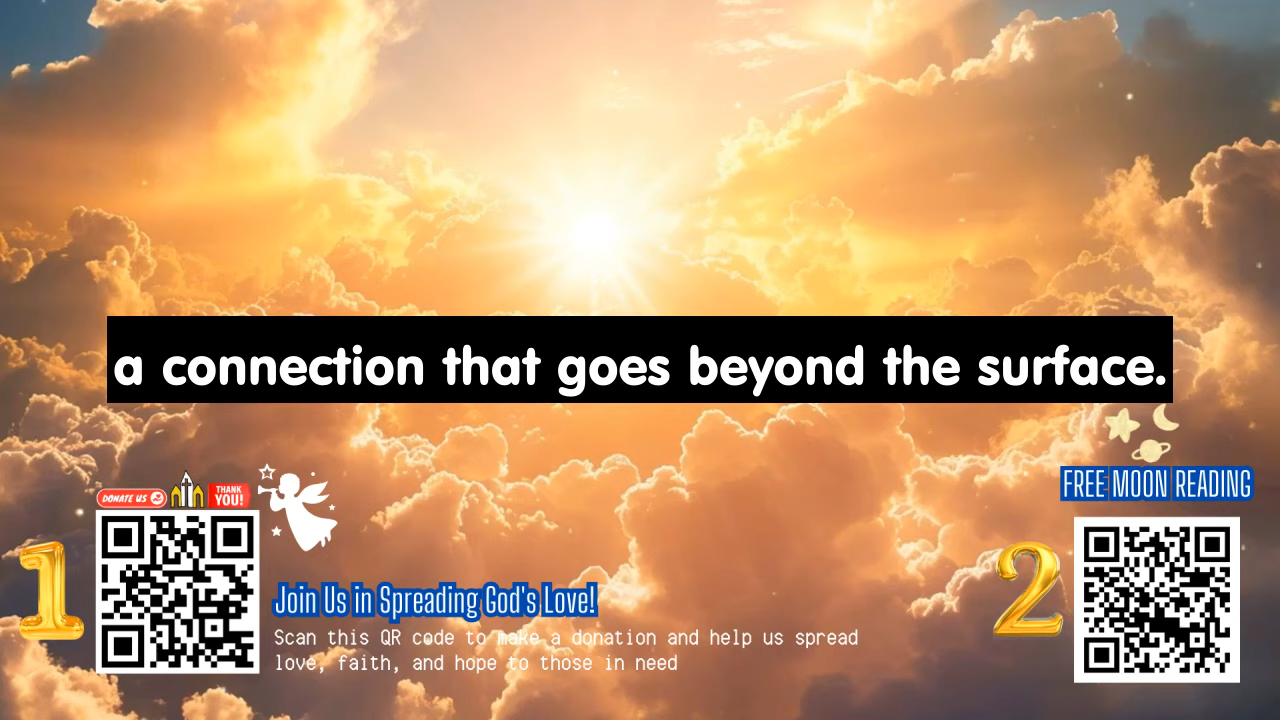 a connection that goes beyond the surface.
DONATE US
THANK
YOU!
1
Join Us in Spreading God's Love!
Scan this QR code to make a donation and help us spread
love, faith, and hope to those in need
FREE MOON READING
2